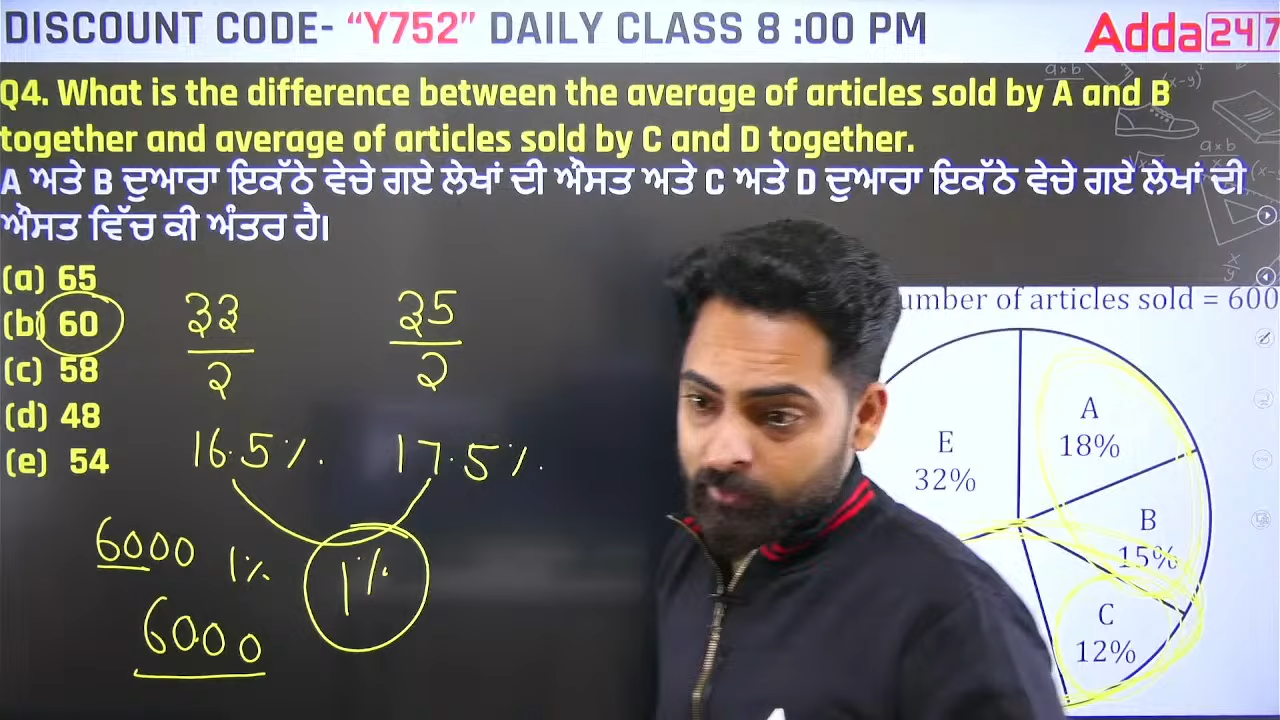 DISCOUNT CODE- “Y752” DAILY CLASS 8 :00 PM
Adda247
Q4. What is the difference between the average of articles sold by A and B
together and average of articles sold by C and D together.
A ਅਤੇ B ਦੁਆਰਾ ਇਕੱਠੇ ਵੇਚੇ ਗਏ ਲੇਖਾਂ ਦੀ ਔਸਤ ਅਤੇ C ਅਤੇ D ਦੁਆਰਾ ਇਕੱਠੇ ਵੇਚੇ ਗਏ ਲੇਖਾਂ ਦੀ
ਔਸਤ ਵਿੱਚ ਕੀ ਅੰਤਰ ਹੈ।
(a) 65
(b) 60
(c) 58
(d) 48
(e) 54
33
2
35
2
16.5%.
17.5%.
1%
6000 1%
6000
umber of articles sold = 600
A
18%
E
32%
B
15%
C
12%
a×b
(x-y)²
a×b